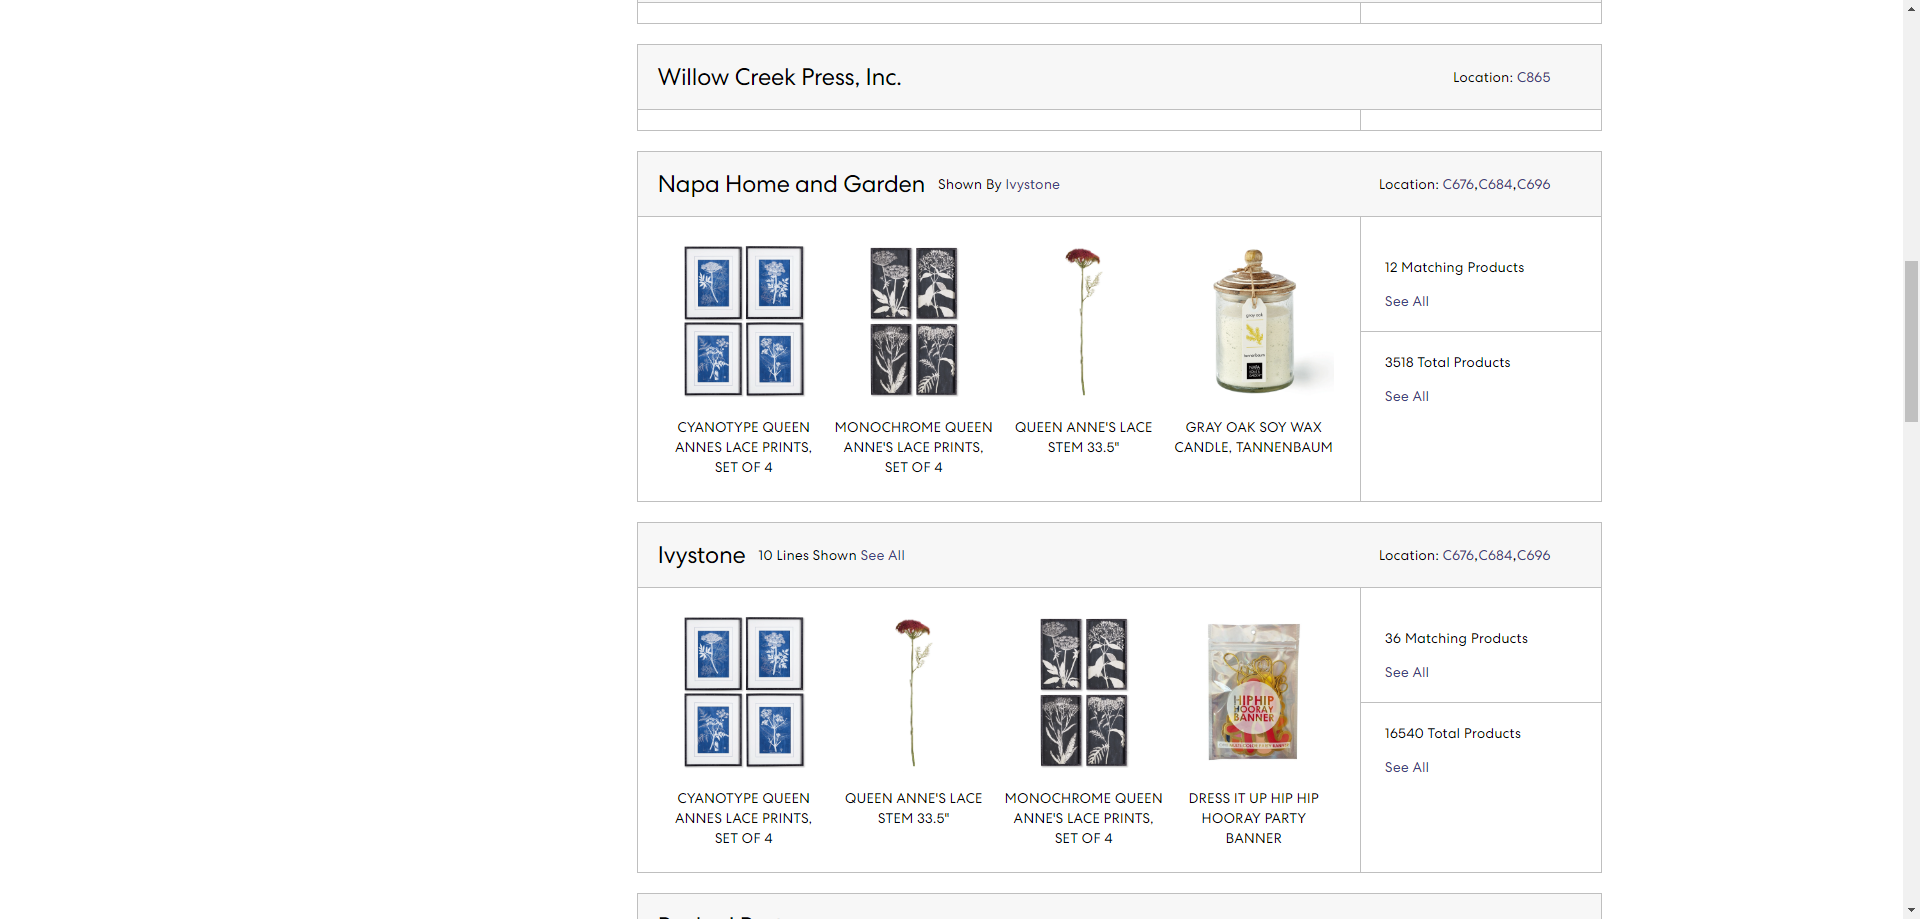 Willow Creek Press, Inc.
Location: C865
Napa Home and Garden
Shown By Ivystone
Location: C676,C684,C696
gray oak
tannenbaum
12 Matching Products
See All
3518 Total Products
See All
CYANOTYPE QUEEN
ANNES LACE PRINTS,
SET OF 4
MONOCHROME QUEEN
ANNE'S LACE PRINTS,
SET OF 4
QUEEN ANNE'S LACE
STEM 33.5"
GRAY OAK SOY WAX
CANDLE, TANNENBAUM
Ivystone
10 Lines Shown See All
Location: C676,C684,C696
HIPHIP
HOORAY
BANNER
36 Matching Products
See All
16540 Total Products
See All
CYANOTYPE QUEEN
ANNES LACE PRINTS,
SET OF 4
QUEEN ANNE'S LACE
STEM 33.5"
MONOCHROME QUEEN
ANNE'S LACE PRINTS,
SET OF 4
DRESS IT UP HIP HIP
HOORAY PARTY
BANNER